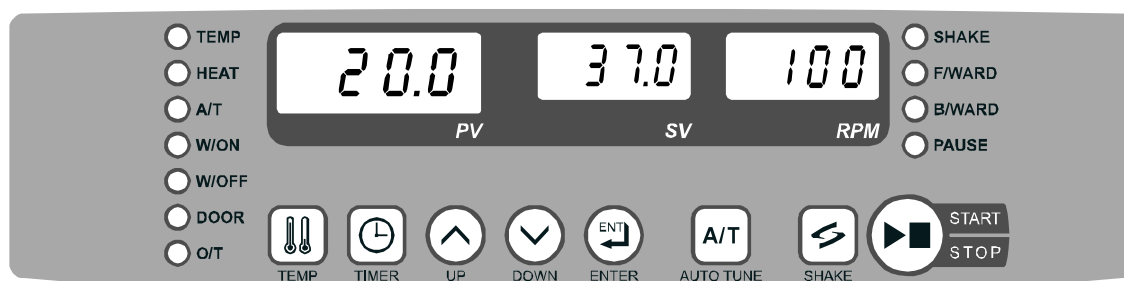 TEMP
HEAT
A/T
W/ON
W/OFF
DOOR
O/T
20.0
PV
37.0
SV
100
RPM
SHAKE
F/WARD
B/WARD
PAUSE
TEMP
TIMER
UP
DOWN
ENT
ENTER
A/T
AUTO TUNE
SHAKE
START
STOP